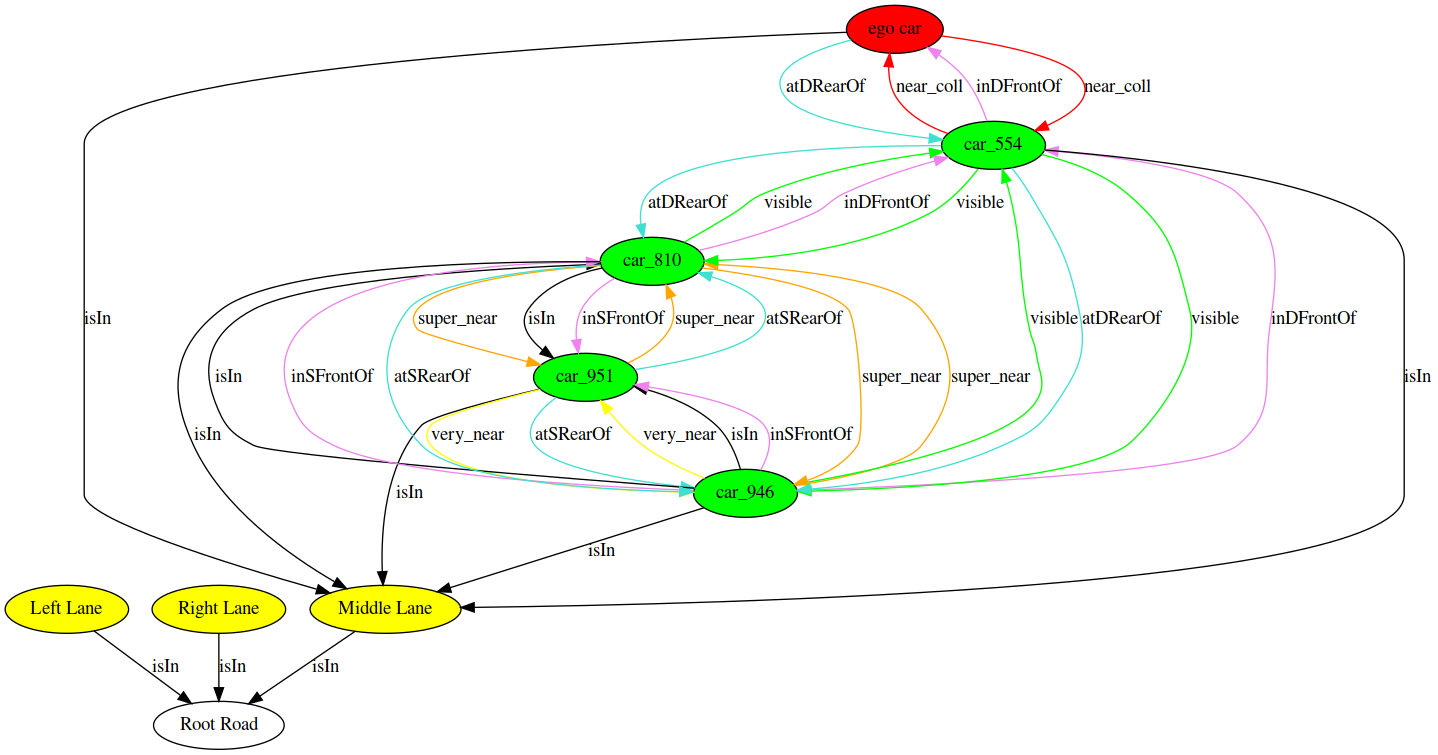 ego car
atDRearOf near_coll inDFrontOf near_coll
car_554
atDRearOf visible inDFrontOf visible
car_810
isIn super_near isIn inSFrontOf super_near atSRearOf visible atDRearOf visible inDFrontOf
isIn inSFrontOf atSRearOf car_951 super_near super_near isIn
isIn very_near atSRearOf very_near isIn inSFrontOf
isIn car_946
isIn
Left Lane Right Lane Middle Lane
isIn isIn isIn
Root Road